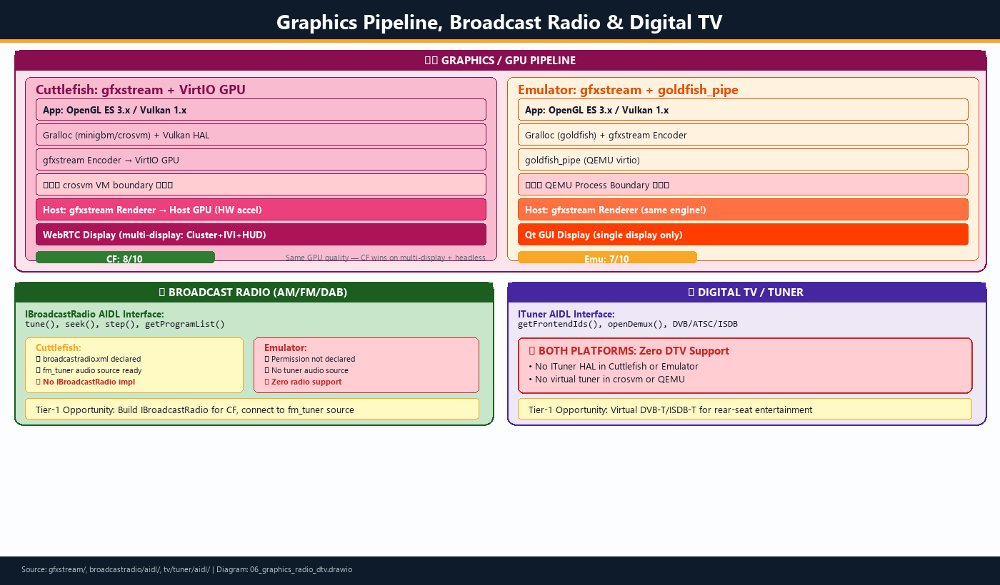 Graphics Pipeline, Broadcast Radio & Digital TV
GRAPHICS / GPU PIPELINE
Cuttlefish: gfxstream + VirtIO GPU
App: OpenGL ES 3.x / Vulkan 1.x
Gralloc (minigbm/crosvm) + Vulkan HAL
gfxstream Encoder → VirtIO GPU
crosvm VM boundary
Host: gfxstream Renderer → Host GPU (HW accel)
WebRTC Display (multi-display: Cluster+IVI+HUD)
CF: 8/10
Same GPU quality — CF wins on multi-display + headless
Emulator: gfxstream + goldfish_pipe
App: OpenGL ES 3.x / Vulkan 1.x
Gralloc (goldfish) + gfxstream Encoder
goldfish_pipe (QEMU virtio)
QEMU Process Boundary
Host: gfxstream Renderer (same engine!)
Qt GUI Display (single display only)
Emu: 7/10
BROADCAST RADIO (AM/FM/DAB)
IBroadcastRadio AIDL Interface:
tune(), seek(), step(), getProgramList()
Cuttlefish:
broadcastradio.xml declared
fm_tuner audio source ready
No IBroadcastRadio impl
Emulator:
Permission not declared
No tuner audio source
Zero radio support
Tier-1 Opportunity: Build IBroadcastRadio for CF, connect to fm_tuner source
DIGITAL TV / TUNER
ITuner AIDL Interface:
getFrontendIds(), openDemux(), DVB/ATSC/ISDB
BOTH PLATFORMS: Zero DTV Support
• No ITuner HAL in Cuttlefish or Emulator
• No virtual tuner in crosvm or QEMU
Tier-1 Opportunity: Virtual DVB-T/ISDB-T for rear-seat entertainment
Source: gfxstream/, broadcastradio/aidl/, tv/tuner/aidl/ | Diagram: 06_graphics_radio_dtv.drawio